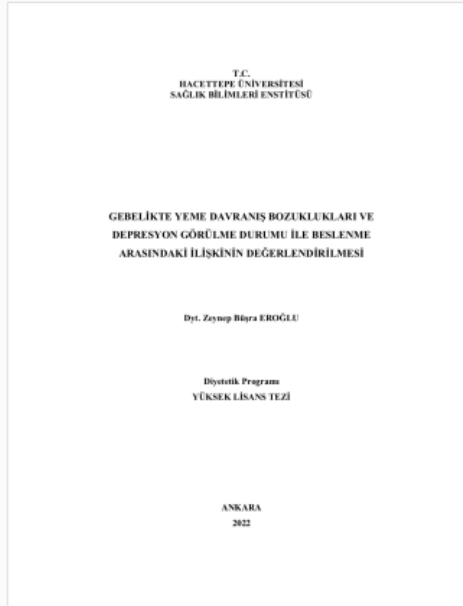 T.C.
HACETTEPE ÜNİVERSİTESİ
SAĞLIK BİLİMLERİ ENSTİTÜSÜ
GEBELİKTE YEME DAVRANIŞ BOZUKLUKLARI VE
DEPRESYON GÖRÜLME DURUMU İLE BESLENME
ARASINDAKİ İLİŞKİNİN DEĞERLENDİRİLMESİ
Dyt. Zeynep Büşra EROĞLU
Diyetetik Programı
YÜKSEK LİSANS TEZİ
ANKARA
2022